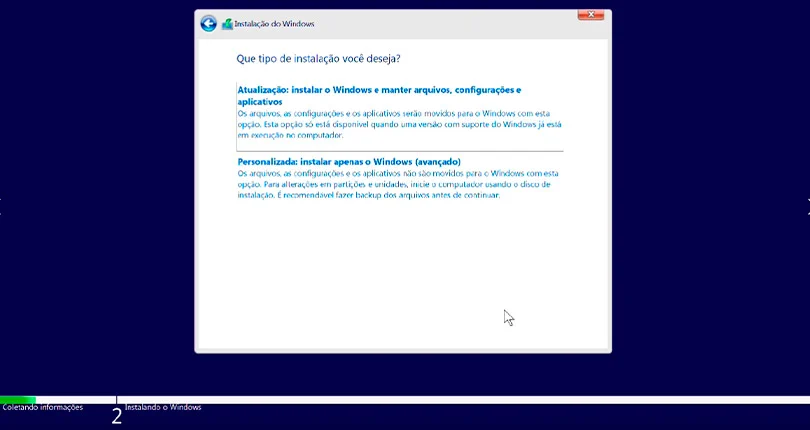 Instalação do Windows
Que tipo de instalação você deseja?
Atualização: instalar o Windows e manter arquivos, configurações e
aplicativos
Os arquivos, as configurações e os aplicativos serão movidos para o Windows com esta
opção. Esta opção só está disponível quando uma versão com suporte do Windows já está
em execução no computador.
Personalizada: instalar apenas o Windows (avançado)
Os arquivos, as configurações e os aplicativos não são movidos para o Windows com esta
opção. Para alterações em partições e unidades, inicie o computador usando o disco de
instalação. É recomendável fazer backup dos arquivos antes de continuar.
Coletando informações
2 Instalando o Windows